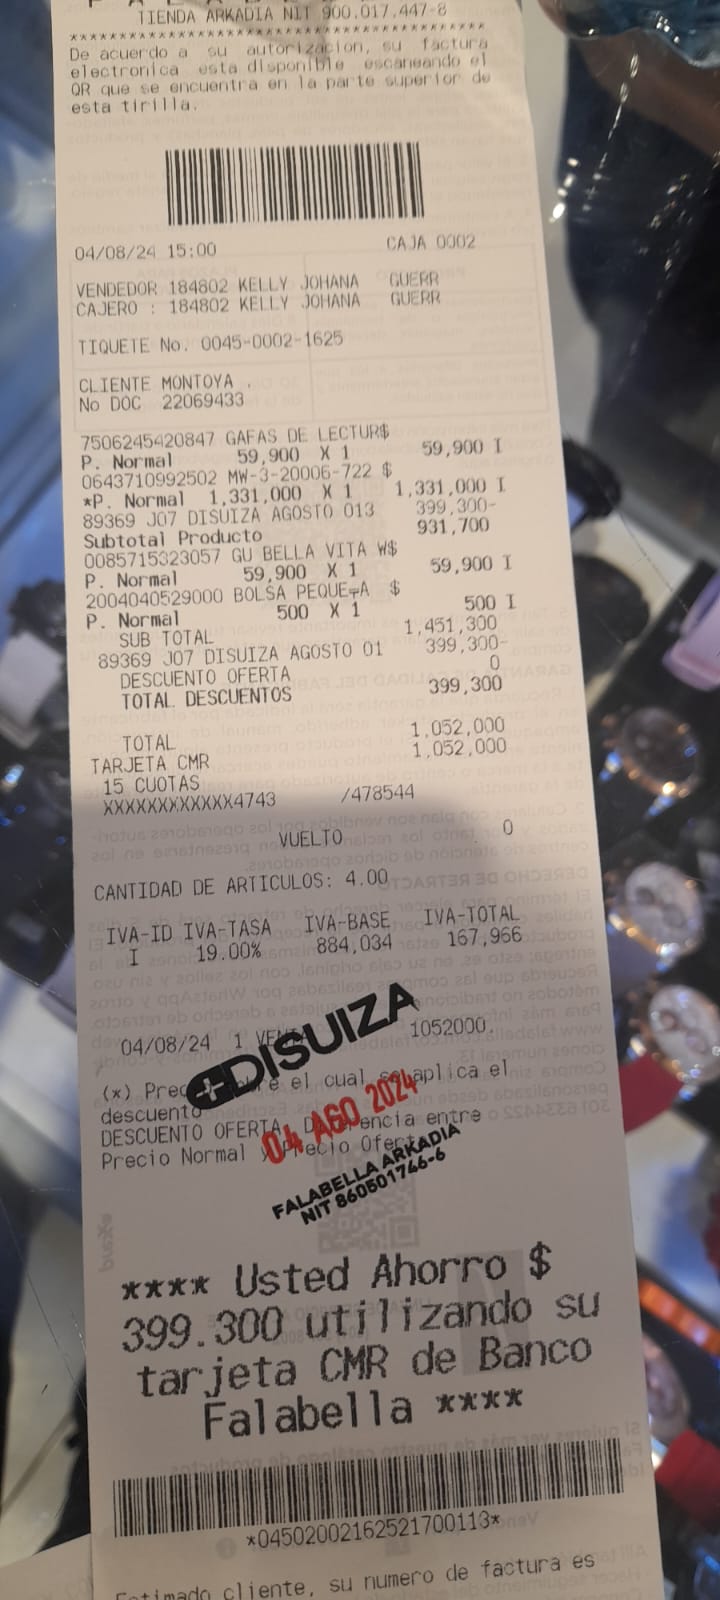 TIENDA ARKADIA NIT 900.017.447-8
****************************************
De acuerdo a su autorizacion, su factura
electronica esta disponible escaneando el
QR que se encuentra en la parte superior de
esta tirilla.
04/08/24 15:00 CAJA 0002
VENDEDOR 184802 KELLY JOHANA GUERR
CAJERO : 184802 KELLY JOHANA GUERR
TIQUETE No. 0045-0002-1625
CLIENTE MONTOYA .
No DOC 22069433
7506245420847 GAFAS DE LECTUR$
P. Normal 59,900 X 1 59,900 I
0643710992502 MW-3-20006-722 $
*P. Normal 1,331,000 X 1 1,331,000 I
89369 J07 DISUIZA AGOSTO 013 399,300-
Subtotal Producto 931,700
0085715323057 GU BELLA VITA W$
P. Normal 59,900 X 1 59,900 I
2004040529000 BOLSA PEQUE¬A $
P. Normal 500 X 1 500 I
SUB TOTAL 1,451,300
89369 J07 DISUIZA AGOSTO 01 399,300-
DESCUENTO OFERTA 0
TOTAL DESCUENTOS 399,300
TOTAL 1,052,000
TARJETA CMR 1,052,000
15 CUOTAS
XXXXXXXXXXXX4743 /478544
VUELTO 0
CANTIDAD DE ARTICULOS: 4.00
IVA-ID IVA-TASA IVA-BASE IVA-TOTAL
I 19.00% 884,034 167,966
04/08/24 1 1052000.
DISUIZA
(*) el cual se aplica el
descuento
04 AGO 2024
DESCUENTO OFERTA entre
Precio Normal y Precio Oferta
FALABELLA ARKADIA
NIT 860501746-6
**** Usted Ahorro $
399.300 utilizando su
tarjeta CMR de Banco
Falabella ****
*04502002162521700113*
Estimado cliente, su numero de factura es